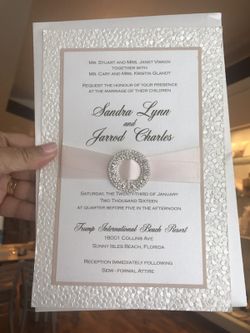 Mr. Stuart and Mrs. Janet Virkin
together with
Mr. Cary and Mrs. Kristin Glandt
Request the honour of your presence
at the marriage of their children
Sandra Lynn
and
Jarrod Charles
Saturday, the Twenty-third of January
Two Thousand Sixteen
at quarter before five in the afternoon
Trump International Beach Resort
18001 Collins Ave
Sunny Isles Beach, Florida
Reception immediately following
Semi-formal Attire